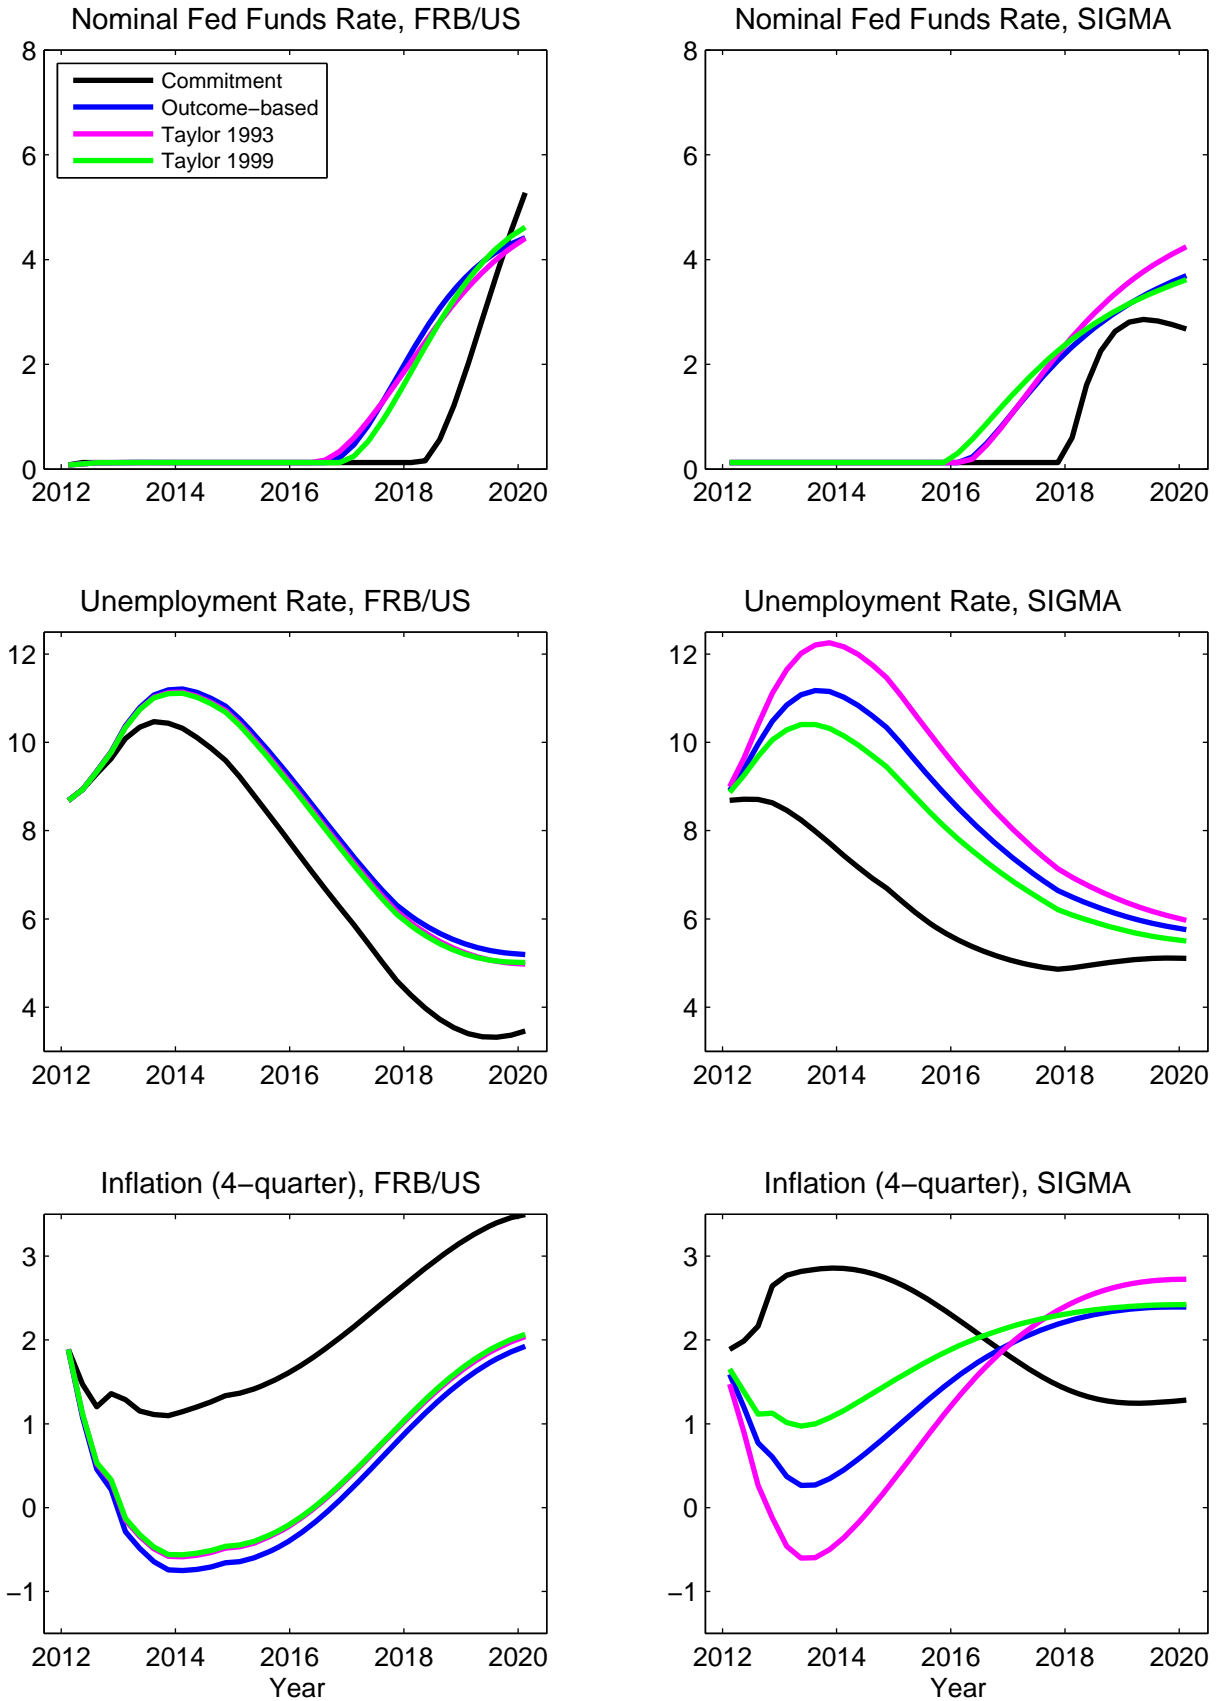 Nominal Fed Funds Rate, FRB/US
8
6
4
2
0
2012 2014 2016 2018 2020
Commitment
Outcome−based
Taylor 1993
Taylor 1999
Nominal Fed Funds Rate, SIGMA
8
6
4
2
0
2012 2014 2016 2018 2020
Unemployment Rate, FRB/US
12
10
8
6
4
2012 2014 2016 2018 2020
Unemployment Rate, SIGMA
12
10
8
6
4
2012 2014 2016 2018 2020
Inflation (4−quarter), FRB/US
3
2
1
0
−1
2012 2014 2016 2018 2020
Year
Inflation (4−quarter), SIGMA
3
2
1
0
−1
2012 2014 2016 2018 2020
Year